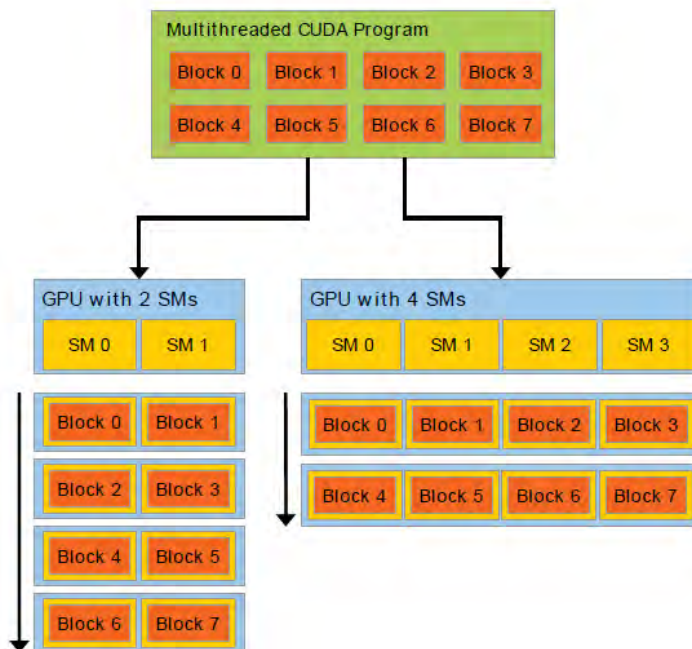 Multithreaded CUDA Program
Block 0 Block 1 Block 2 Block 3
Block 4 Block 5 Block 6 Block 7
GPU with 2 SMs
SM 0 SM 1
Block 0 Block 1
Block 2 Block 3
Block 4 Block 5
Block 6 Block 7
GPU with 4 SMs
SM 0 SM 1 SM 2 SM 3
Block 0 Block 1 Block 2 Block 3
Block 4 Block 5 Block 6 Block 7